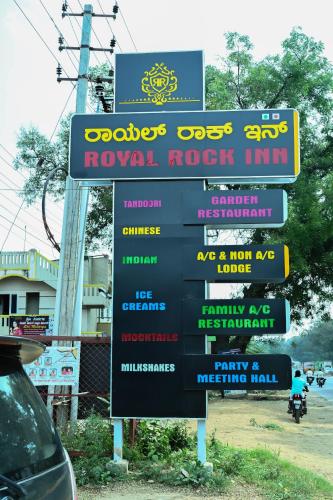 RR
ರಾಯಲ್ ರಾಕ್ ಇನ್
ROYAL ROCK INN
TANDOORI
CHINESE
INDIAN
ICE
CREAMS
MOCKTAILS
MILKSHAKES
GARDEN
RESTAURANT
A/C & NON A/C
LODGE
FAMILY A/C
RESTAURANT
PARTY &
MEETING HALL